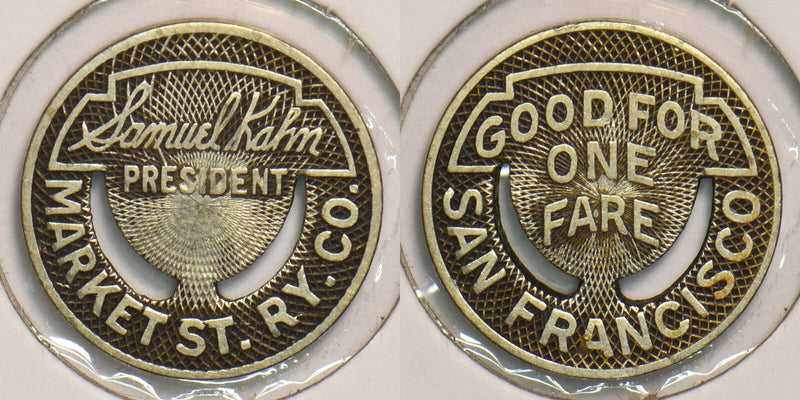 Samuel Kahn
PRESIDENT
MARKET ST. RY. CO.
GOOD FOR
ONE
FARE
SAN FRANCISCO